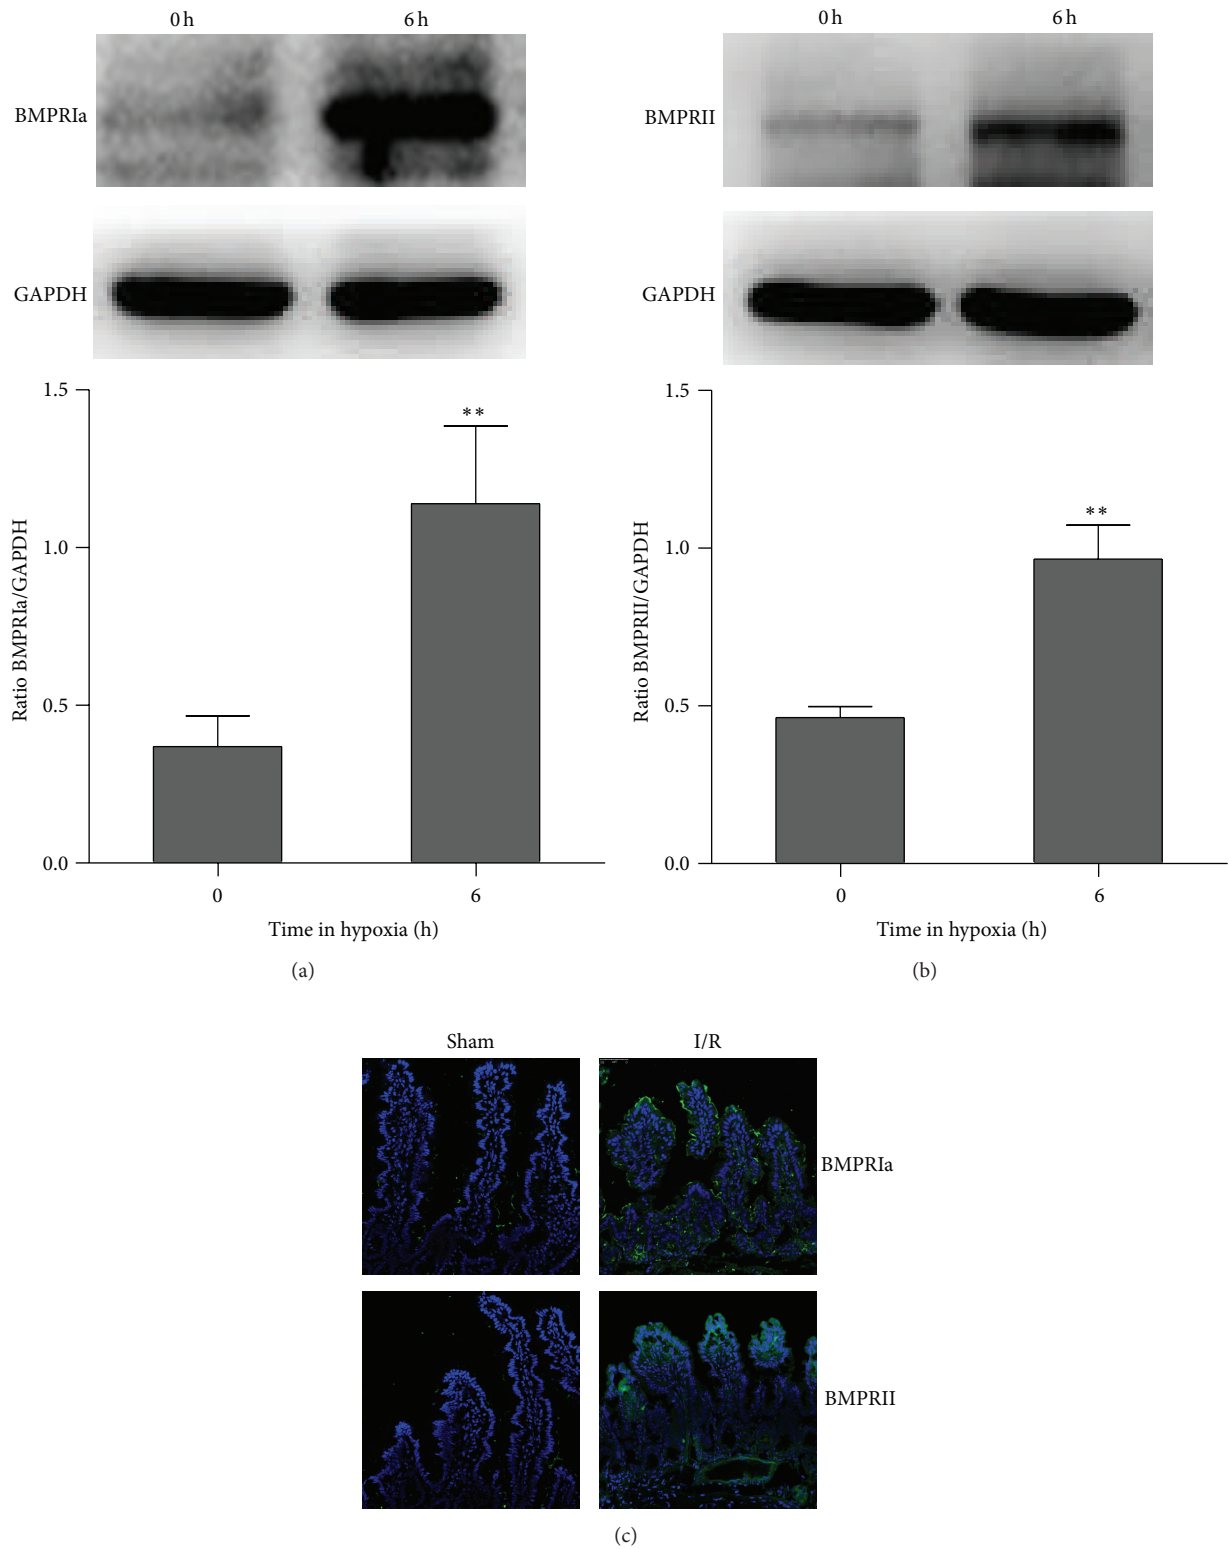 0 h 6 h
BMPRIa
GAPDH
1.5
1.0
0.5
0.0
Ratio BMPRIa/GAPDH
**
0 6
Time in hypoxia (h)
(a)
0 h 6 h
BMPRII
GAPDH
1.5
1.0
0.5
0.0
Ratio BMPRII/GAPDH
**
0 6
Time in hypoxia (h)
(b)
Sham I/R
BMPRIa
BMPRII
(c)